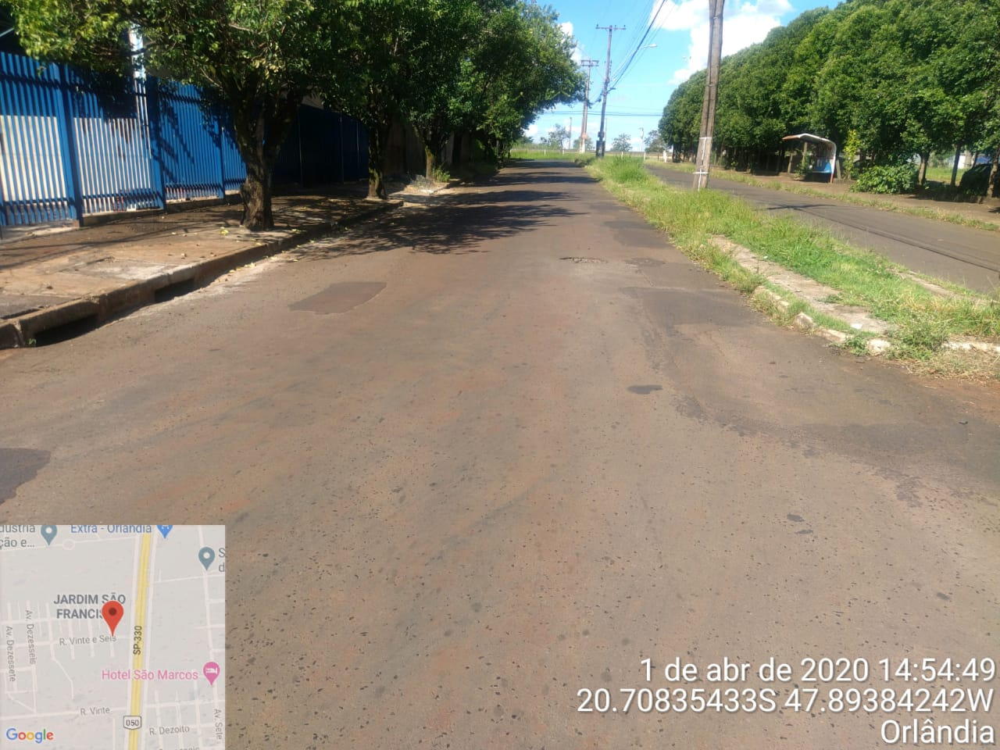 dústria
ção e...
Extra - Orlândia
S
d
JARDIM SÃO
FRANCIS
Av. Dezesseis
Av. Dezessete
R. Vinte e Seis
SP-330
Hotel São Marcos
R. Vinte
050
R. Dezoito
Av. Sete
Google
1 de abr de 2020 14:54:49
20.70835433S 47.89384242W
Orlândia